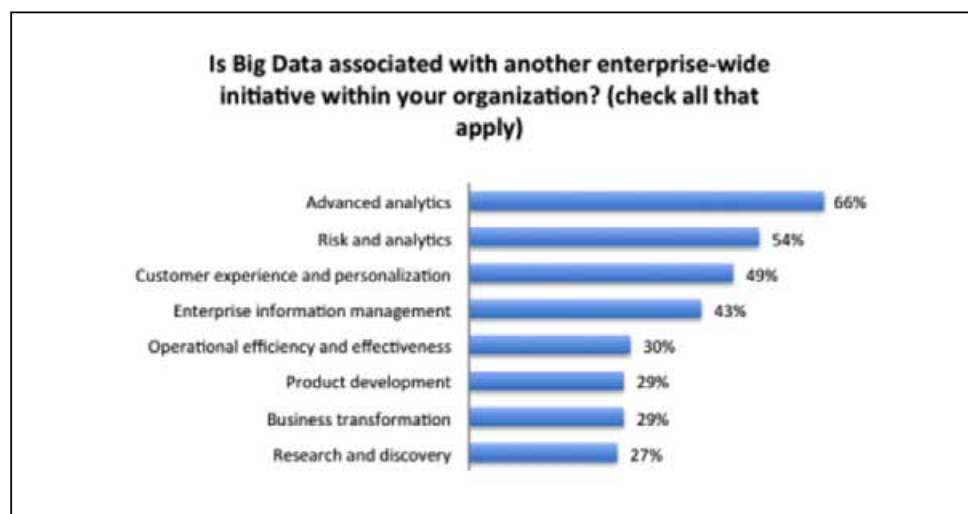 Is Big Data associated with another enterprise-wide
initiative within your organization? (check all that
apply)
Advanced analytics 66%
Risk and analytics 54%
Customer experience and personalization 49%
Enterprise information management 43%
Operational efficiency and effectiveness 30%
Product development 29%
Business transformation 29%
Research and discovery 27%